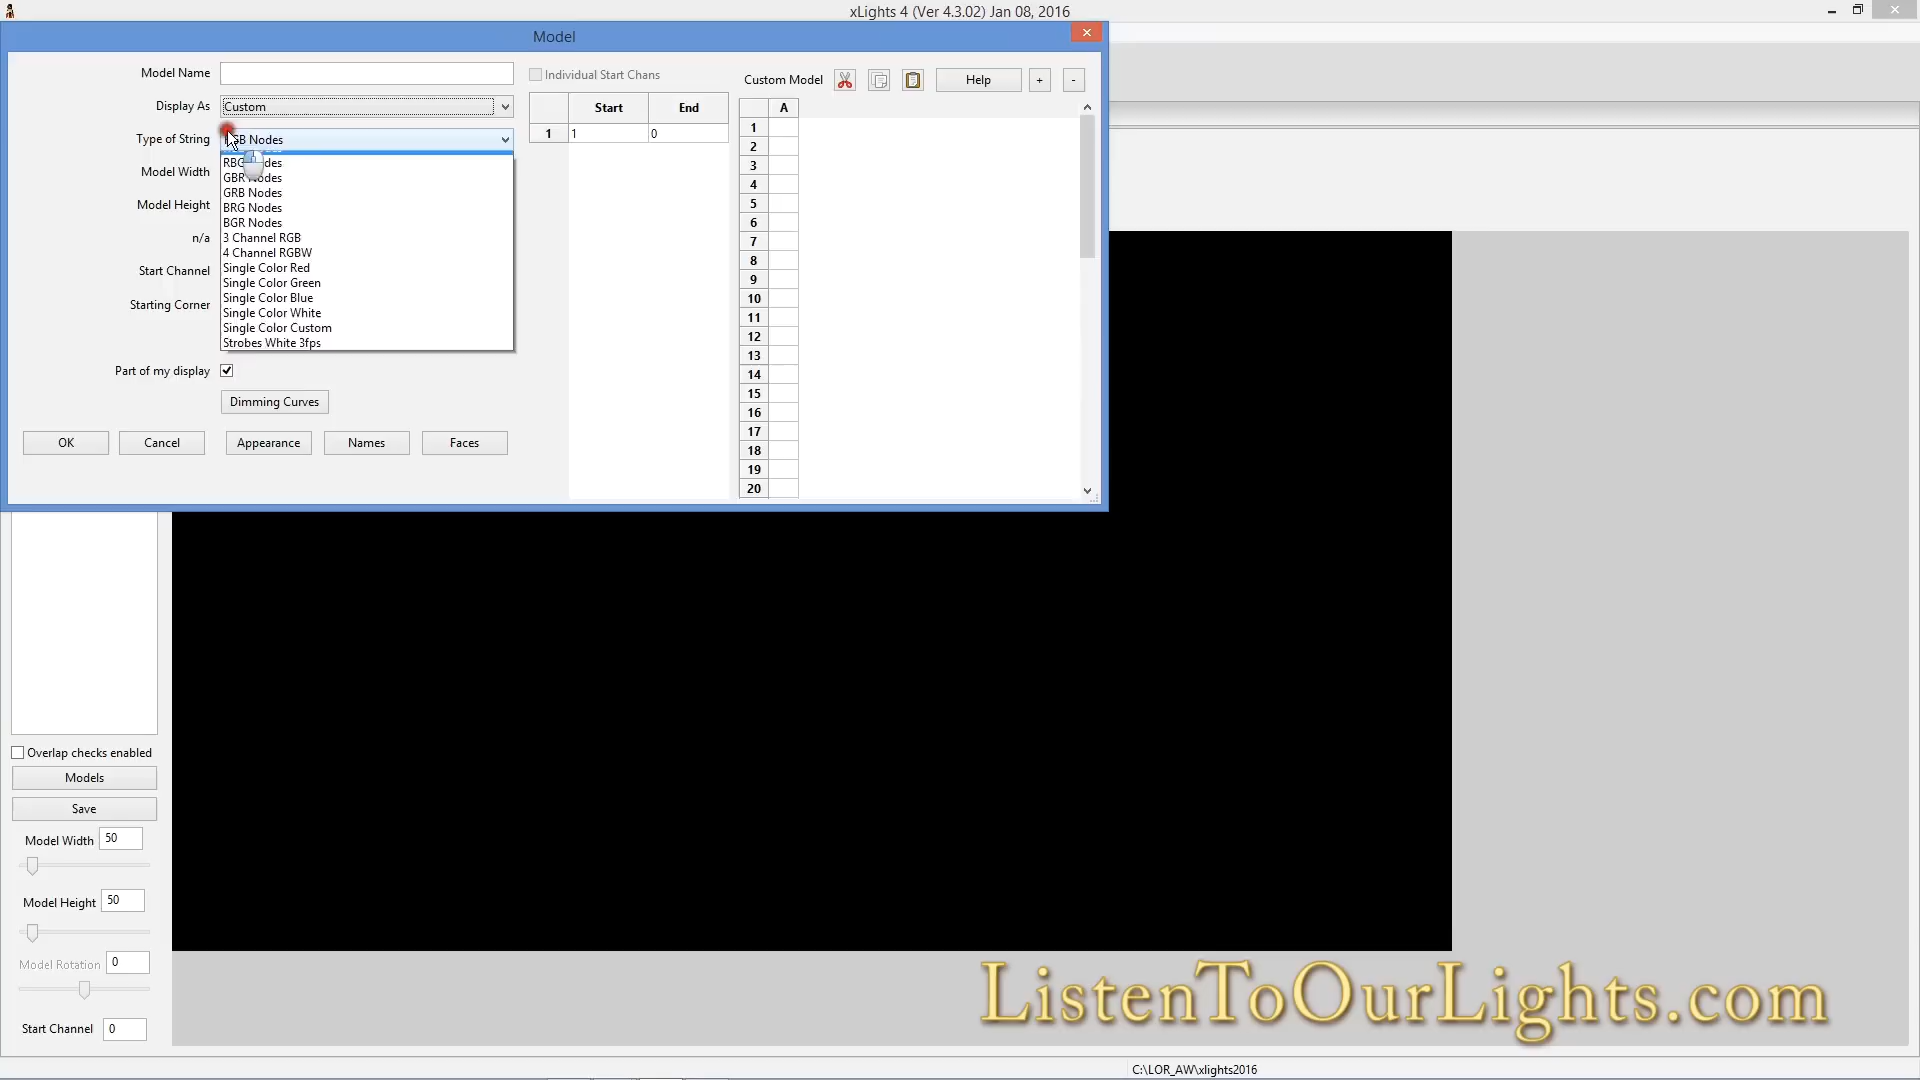 xLights 4 (Ver 4.3.02) Jan 08, 2016
Model
Model Name
Display As Custom
Type of String GB Nodes
RBG Nodes
GBR Nodes
GRB Nodes
BRG Nodes
BGR Nodes
3 Channel RGB
4 Channel RGBW
Single Color Red
Single Color Green
Single Color Blue
Single Color White
Single Color Custom
Strobes White 3fps
Model Width
Model Height
n/a
Start Channel
Starting Corner
Part of my display
Dimming Curves
OK Cancel Appearance Names Faces
Individual Start Chans
Start End
1 1 0
Custom Model Help + -
A
1
2
3
4
5
6
7
8
9
10
11
12
13
14
15
16
17
18
19
20
Overlap checks enabled
Models
Save
Model Width 50
Model Height 50
Model Rotation 0
Start Channel 0
ListenToOurLights.com
C:\LOR_AW\xlights2016